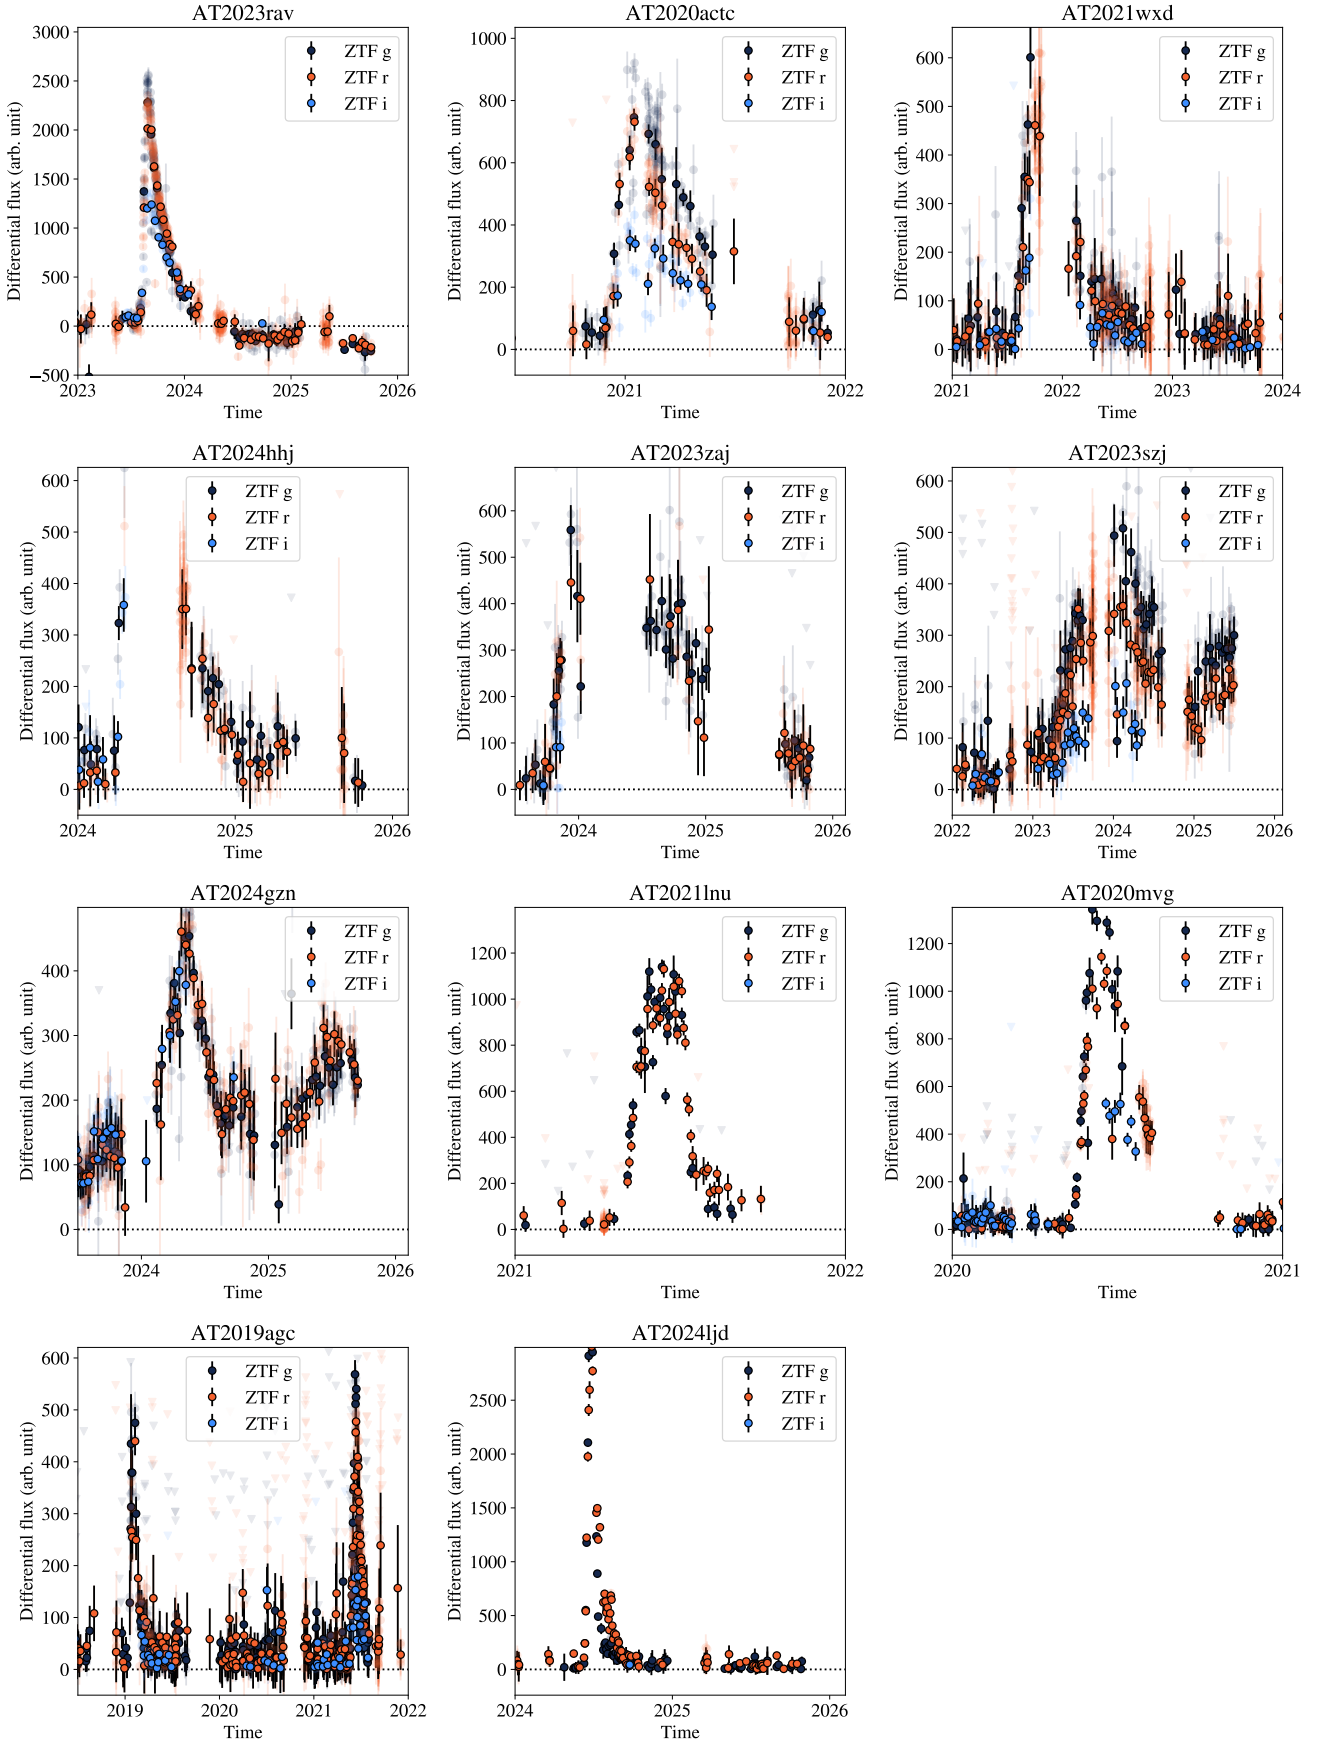 AT2023rav
Differential flux (arb. unit)
3000
2500
2000
1500
1000
500
0
−500
ZTF g
ZTF r
ZTF i
2023
2024
2025
2026
Time
AT2020actc
Differential flux (arb. unit)
1000
800
600
400
200
0
ZTF g
ZTF r
ZTF i
2021
2022
Time
AT2021wxd
Differential flux (arb. unit)
600
500
400
300
200
100
0
ZTF g
ZTF r
ZTF i
2021
2022
2023
2024
Time
AT2024hhj
Differential flux (arb. unit)
600
500
400
300
200
100
0
ZTF g
ZTF r
ZTF i
2024
2025
2026
Time
AT2023zaj
Differential flux (arb. unit)
600
500
400
300
200
100
0
ZTF g
ZTF r
ZTF i
2024
2025
2026
Time
AT2023szj
Differential flux (arb. unit)
600
500
400
300
200
100
0
ZTF g
ZTF r
ZTF i
2022
2023
2024
2025
2026
Time
AT2024gzn
Differential flux (arb. unit)
400
300
200
100
0
ZTF g
ZTF r
ZTF i
2024
2025
2026
Time
AT2021lnu
Differential flux (arb. unit)
1200
1000
800
600
400
200
0
ZTF g
ZTF r
ZTF i
2021
2022
Time
AT2020mvg
Differential flux (arb. unit)
1200
1000
800
600
400
200
0
ZTF g
ZTF r
ZTF i
2020
2021
Time
AT2019agc
Differential flux (arb. unit)
600
500
400
300
200
100
0
ZTF g
ZTF r
ZTF i
2019
2020
2021
2022
Time
AT2024ljd
Differential flux (arb. unit)
2500
2000
1500
1000
500
0
ZTF g
ZTF r
ZTF i
2024
2025
2026
Time